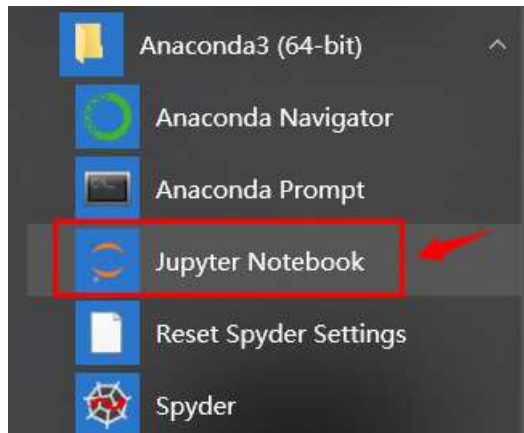 Anaconda3 (64-bit)
Anaconda Navigator
Anaconda Prompt
Jupyter Notebook
Reset Spyder Settings
Spyder